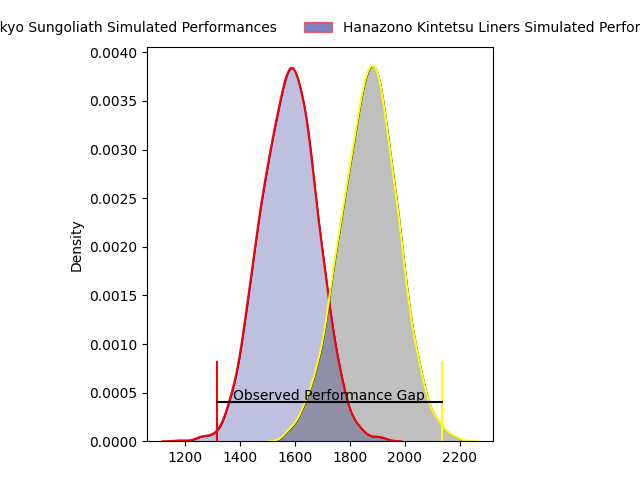 kyo Sungoliath Simulated Performances Hanazono Kintetsu Liners Simulated Perfor
0.0040
0.0035
0.0030
0.0025
0.0020
0.0015
0.0010
0.0005
0.0000
Density
Observed Performance Gap
1200 1400 1600 1800 2000 2200